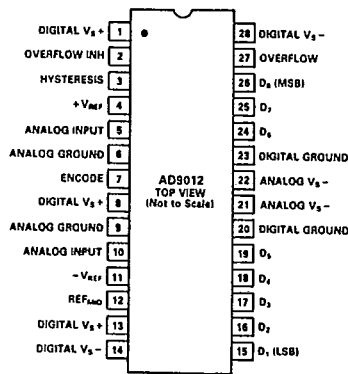 DIGITAL VS+ 1
OVERFLOW INH 2
HYSTERESIS 3
+VREF 4
ANALOG INPUT 5
ANALOG GROUND 6
ENCODE 7
DIGITAL VS+ 8
ANALOG GROUND 9
ANALOG INPUT 10
−VREF 11
REFMID 12
DIGITAL VS+ 13
DIGITAL VS− 14
AD9012
TOP VIEW
(Not to Scale)
28 DIGITAL VS−
27 OVERFLOW
26 D8 (MSB)
25 D7
24 D6
23 DIGITAL GROUND
22 ANALOG VS−
21 ANALOG VS−
20 DIGITAL GROUND
19 D5
18 D4
17 D3
16 D2
15 D1 (LSB)